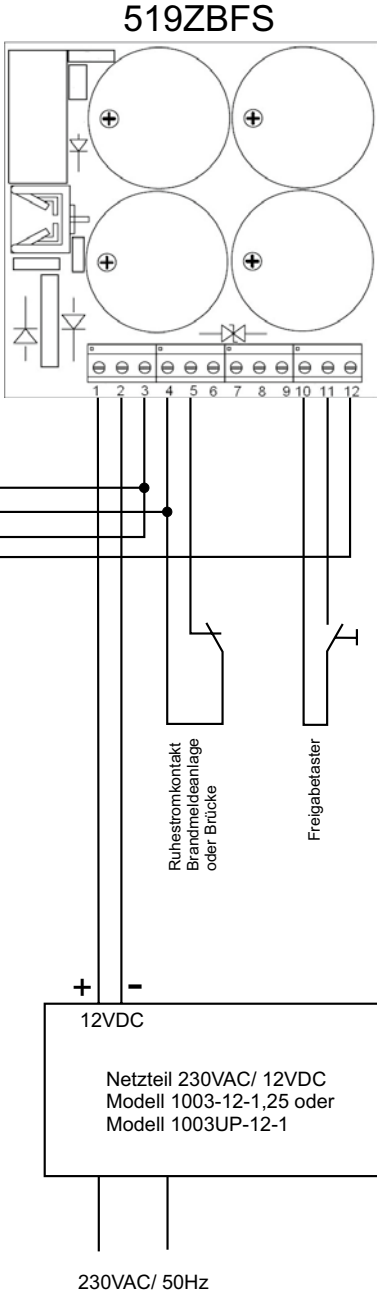 519ZBFS
1 2 3 4 5 6 7 8 9 10 11 12
Ruhestromkontakt
Brandmeldeanlage
oder Brücke
Freigabetaster
+ -
12VDC
Netzteil 230VAC/ 12VDC
Modell 1003-12-1,25 oder
Modell 1003UP-12-1
230VAC/ 50Hz